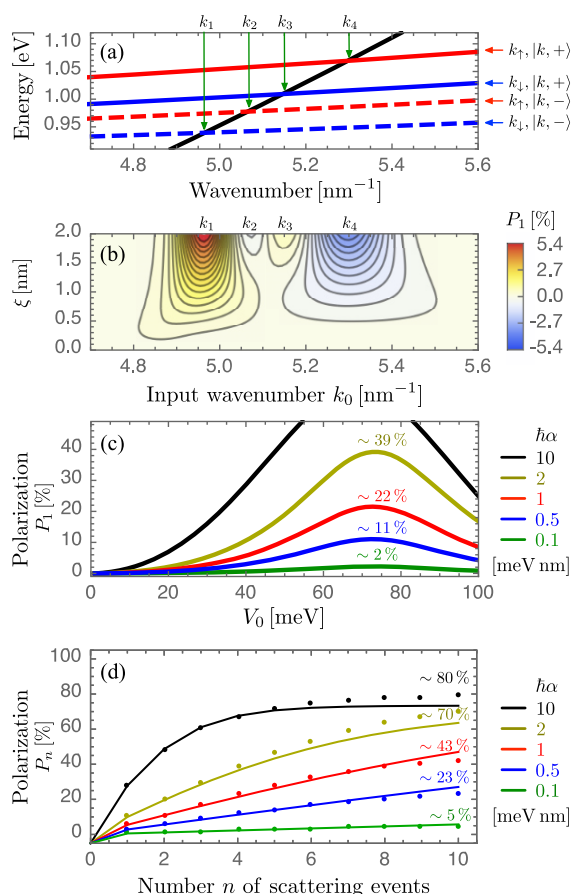 k₁ k₂ k₃ k₄
(a)
Energy [eV]
1.10
1.05
1.00
0.95
k↑, |k, +⟩
k↓, |k, +⟩
k↑, |k, −⟩
k↓, |k, −⟩
4.8 5.0 5.2 5.4 5.6
Wavenumber [nm⁻¹]
k₁ k₂ k₃ k₄
(b)
ξ [nm]
2.0
1.5
1.0
0.5
0.0
4.8 5.0 5.2 5.4 5.6
Input wavenumber k₀ [nm⁻¹]
P₁ [%]
5.4
2.7
0.0
-2.7
-5.4
(c)
Polarization
P₁ [%]
40
30
20
10
0
~ 39 %
~ 22 %
~ 11 %
~ 2 %
0 20 40 60 80 100
V₀ [meV]
ħα
10
2
1
0.5
0.1
[meV nm]
(d)
Polarization
Pₙ [%]
100
80
60
40
20
0
~ 80 %
~ 70 %
~ 43 %
~ 23 %
~ 5 %
0 2 4 6 8 10
Number n of scattering events
ħα
10
2
1
0.5
0.1
[meV nm]